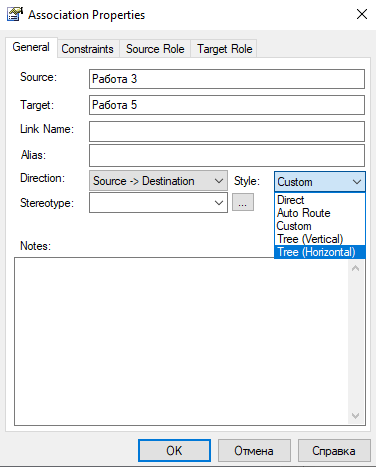 Association Properties
General Constraints Source Role Target Role
Source: Работа 3
Target: Работа 5
Link Name:
Alias:
Direction: Source -> Destination Style: Custom
Stereotype: ...
Direct
Auto Route
Custom
Tree (Vertical)
Tree (Horizontal)
Notes:
OK Отмена Справка